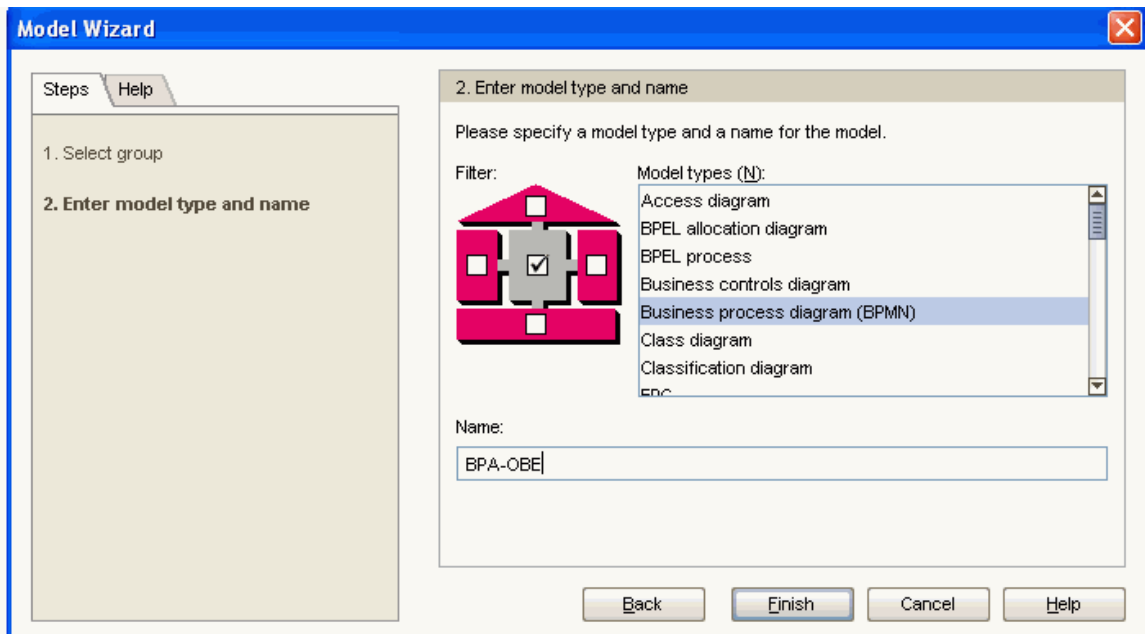 Model Wizard
Steps
Help
1. Select group
2. Enter model type and name
2. Enter model type and name
Please specify a model type and a name for the model.
Filter:
Model types (N):
Access diagram
BPEL allocation diagram
BPEL process
Business controls diagram
Business process diagram (BPMN)
Class diagram
Classification diagram
EPC
Name:
BPA-OBE
Back
Finish
Cancel
Help